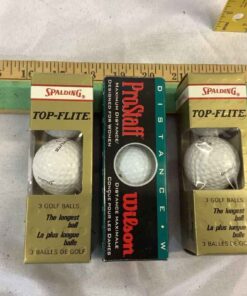 SPALDING
TOP-FLITE
3 GOLF BALLS
The longest
ball
La plus longue
balle
3 BALLES DE GOLF
ProStaff
MAXIMUM DISTANCE
DESIGNED FOR WOMEN
Wilson
DISTANCE MAXIMALE
CONÇUE POUR LES DAMES
DISTANCE • W
SPALDING
TOP-FLITE
3 GOLF BALLS
The longest
ball
La plus longue
balle
3 BALLES DE GOLF